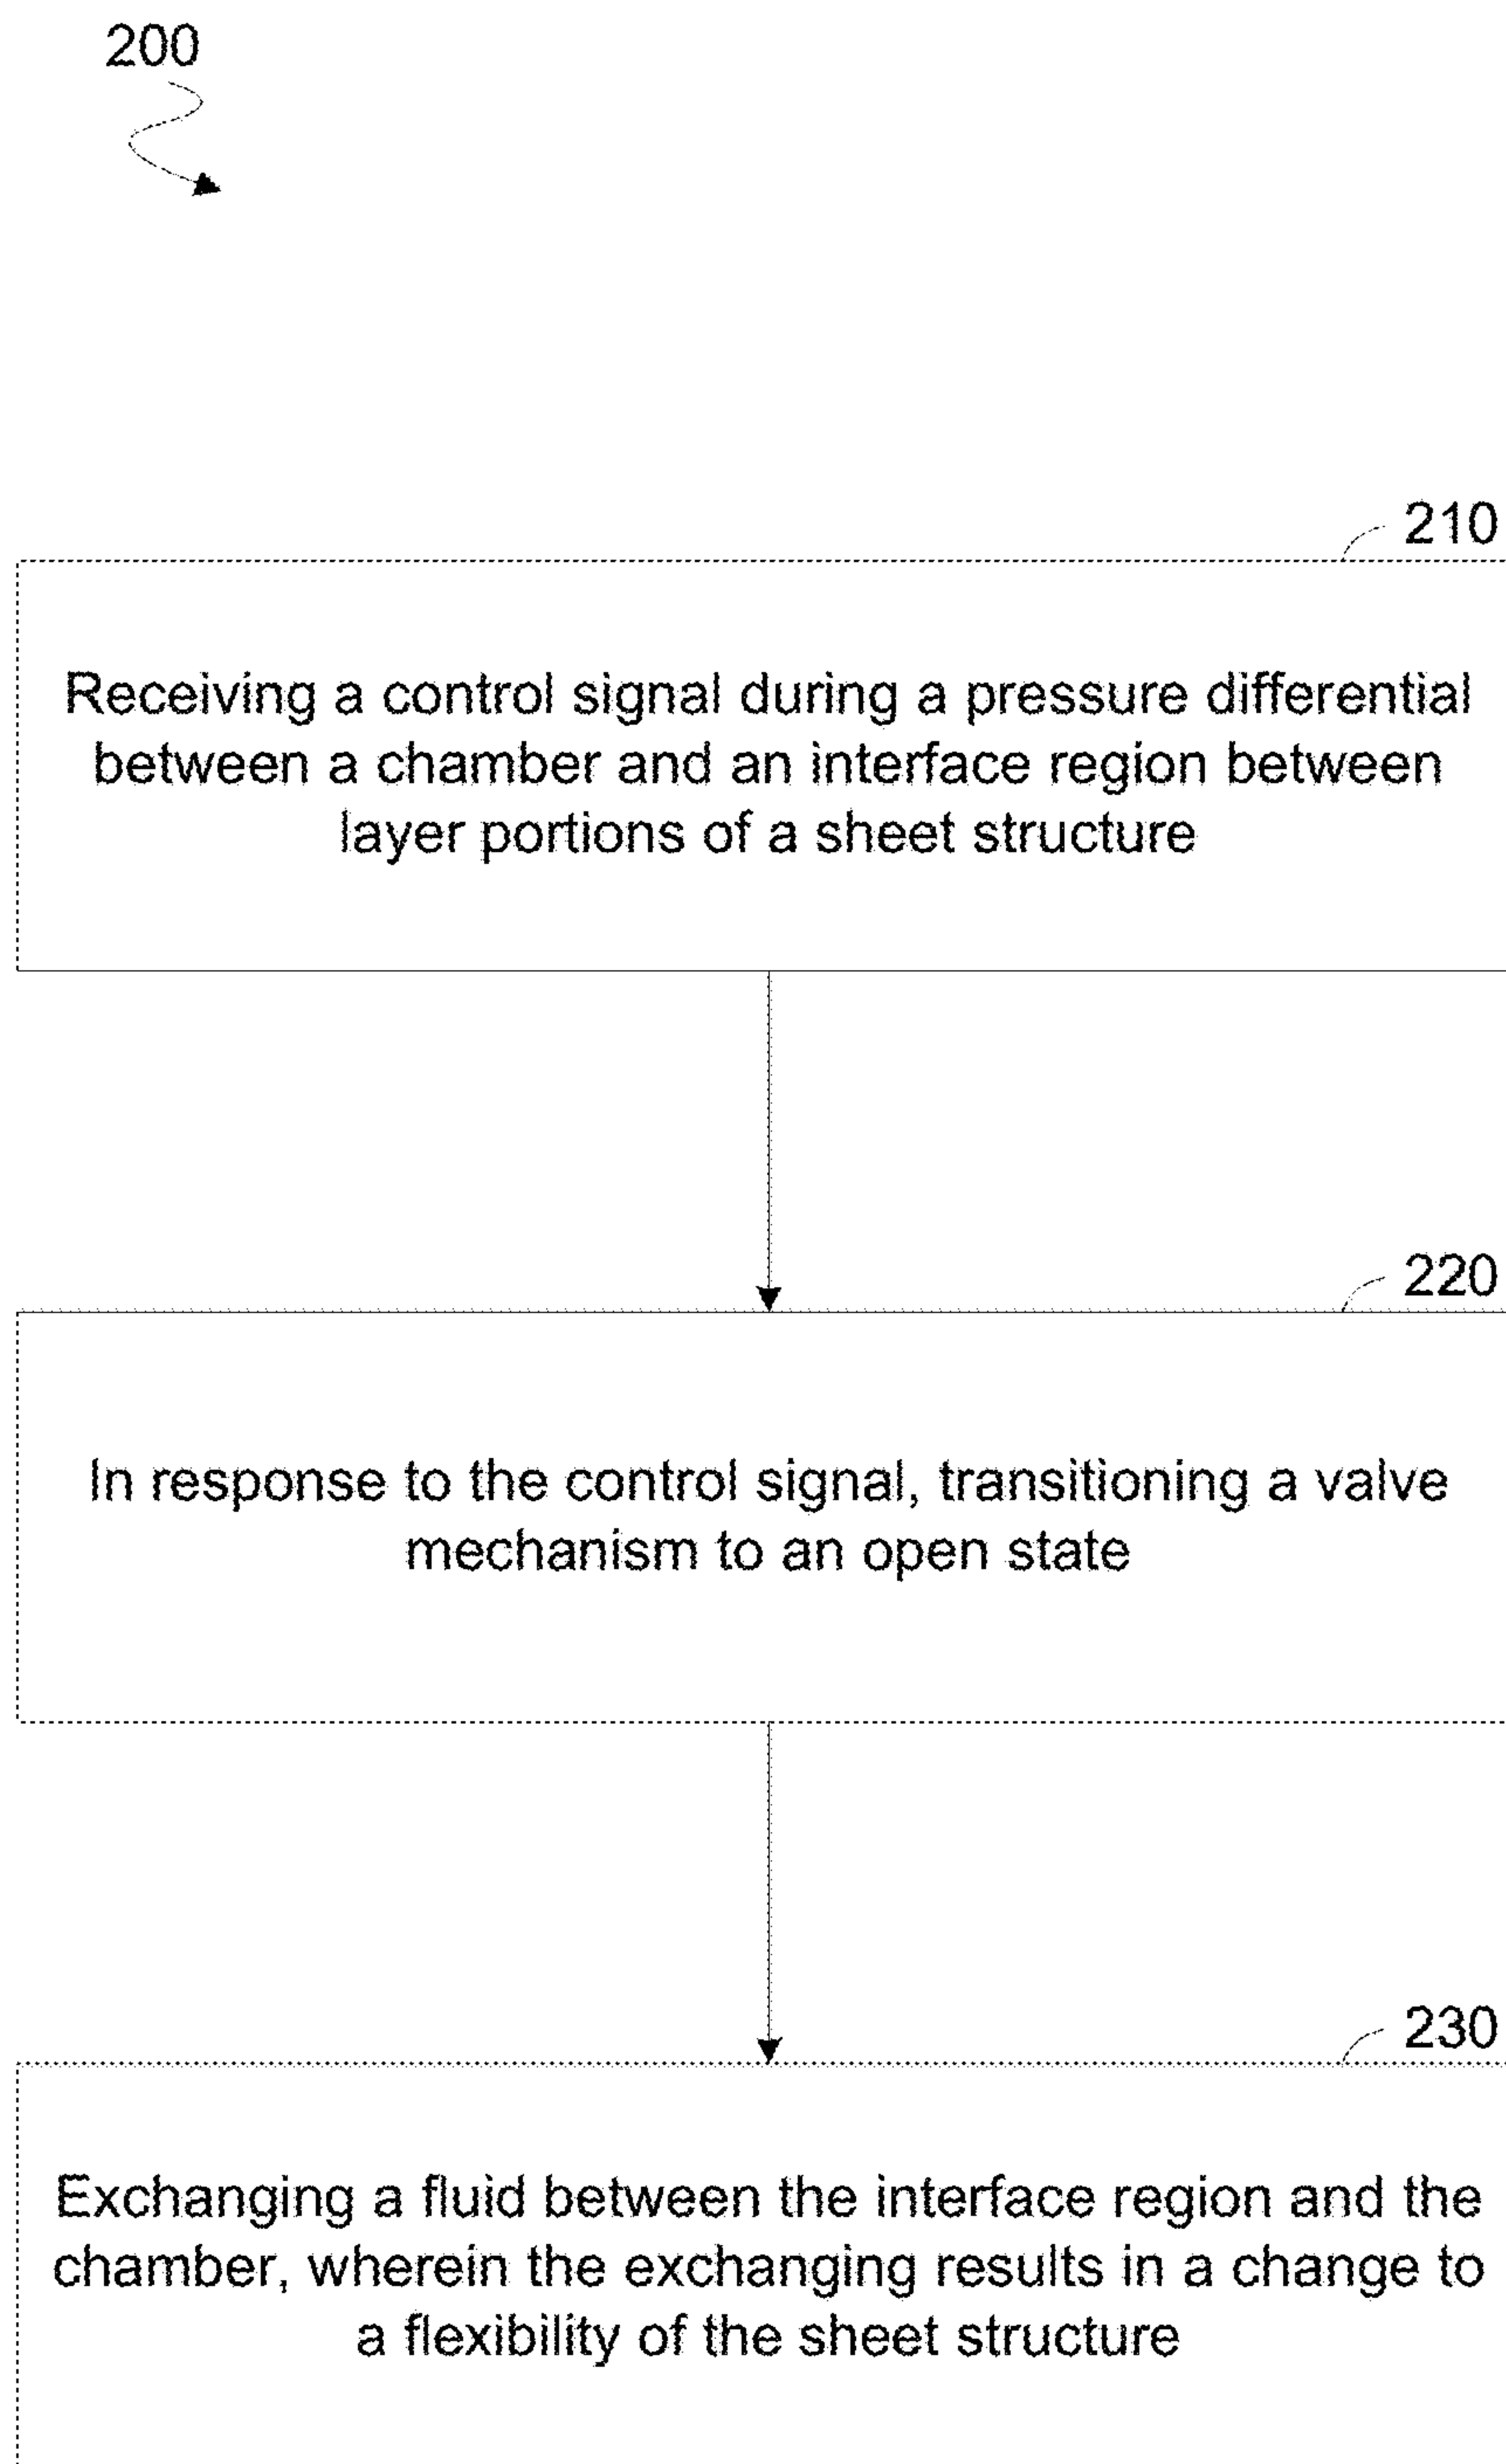 200
210
Receiving a control signal during a pressure differential
between a chamber and an interface region between
layer portions of a sheet structure
220
In response to the control signal, transitioning a valve
mechanism to an open state
230
Exchanging a fluid between the interface region and the
chamber, wherein the exchanging results in a change to
a flexibility of the sheet structure